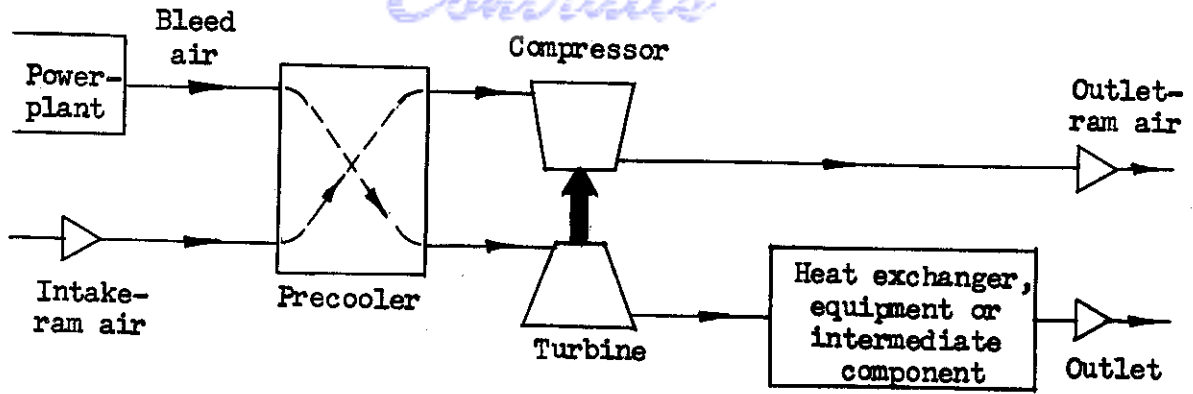 Contrails
Bleed
air
Power-
plant
Compressor
Outlet-
ram air
Intake-
ram air
Precooler
Turbine
Heat exchanger,
equipment or
intermediate
component
Outlet